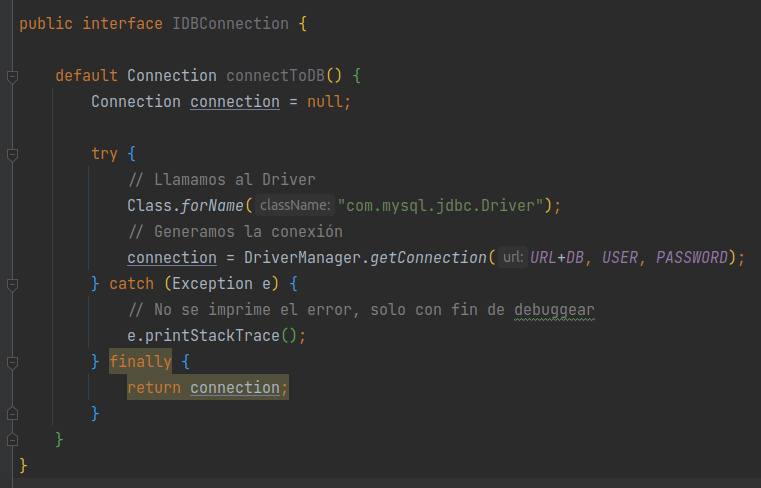 public interface IDBConnection {
default Connection connectToDB() {
Connection connection = null;
try {
// Llamamos al Driver
Class.forName( className: "com.mysql.jdbc.Driver");
// Generamos la conexión
connection = DriverManager.getConnection( url: URL+DB, USER, PASSWORD);
} catch (Exception e) {
// No se imprime el error, solo con fin de debuggear
e.printStackTrace();
} finally {
return connection;
}
}
}